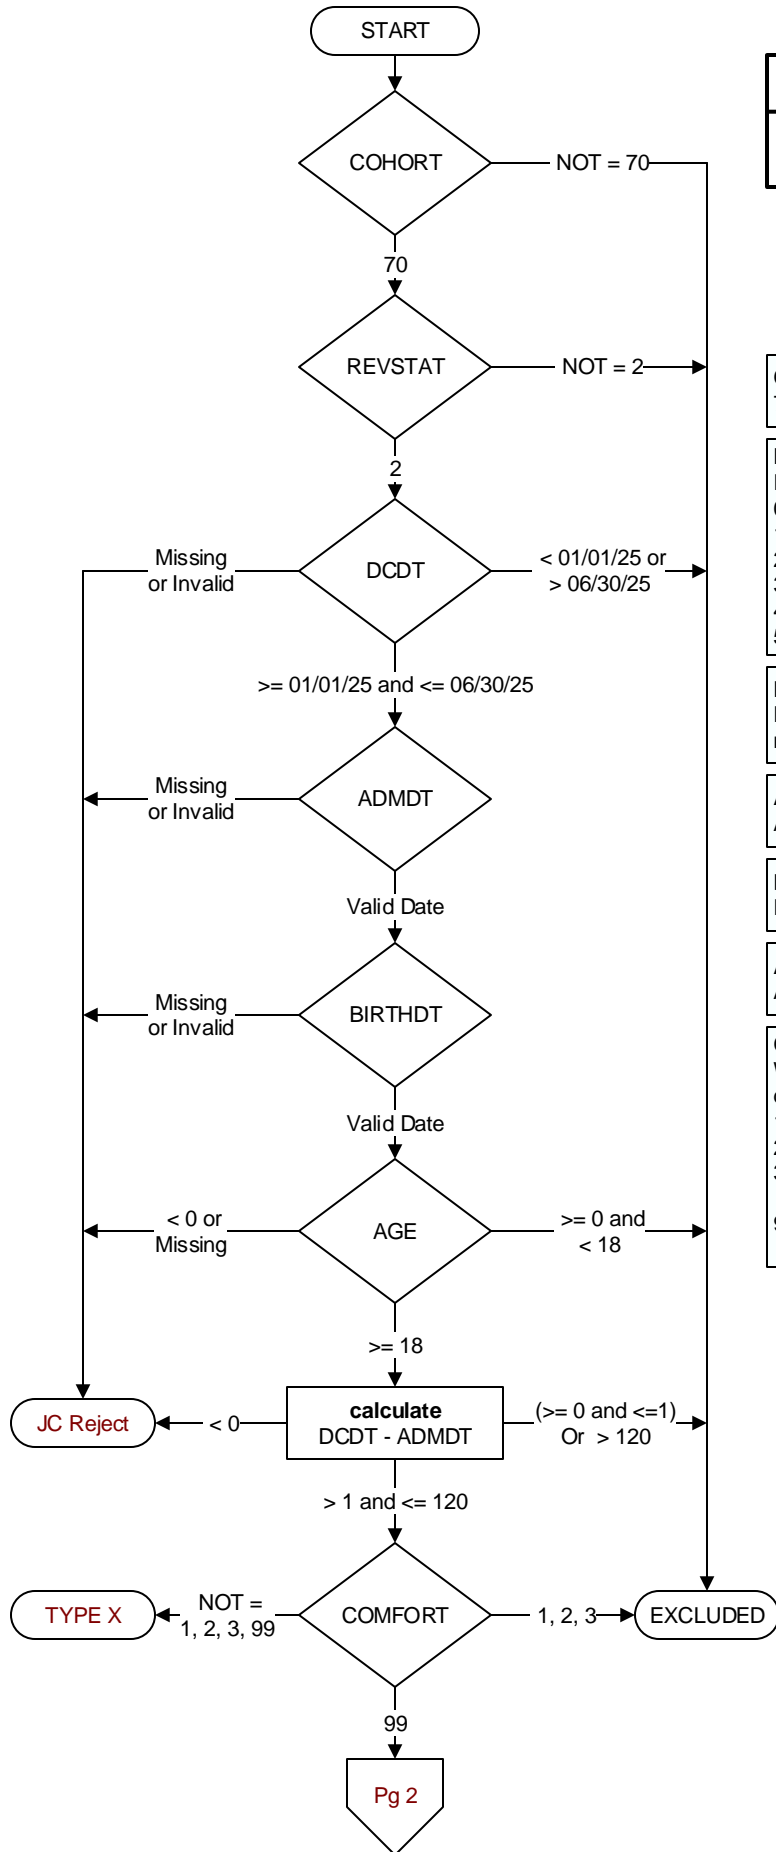 START
COHORT
NOT = 70
70
REVSTAT
NOT = 2
2
Missing
or Invalid
DCDT
< 01/01/25 or
> 06/30/25
>= 01/01/25 and <= 06/30/25
Missing
or Invalid
ADMDT
Valid Date
Missing
or Invalid
BIRTHDT
Valid Date
< 0 or
Missing
AGE
>= 0 and
< 18
>= 18
JC Reject
< 0
calculate
DCDT - ADMDT
(>= 0 and <=1)
Or > 120
> 1 and <= 120
TYPE X
NOT =
1, 2, 3, 99
COMFORT
1, 2, 3
EXCLUDED
99
Pg 2